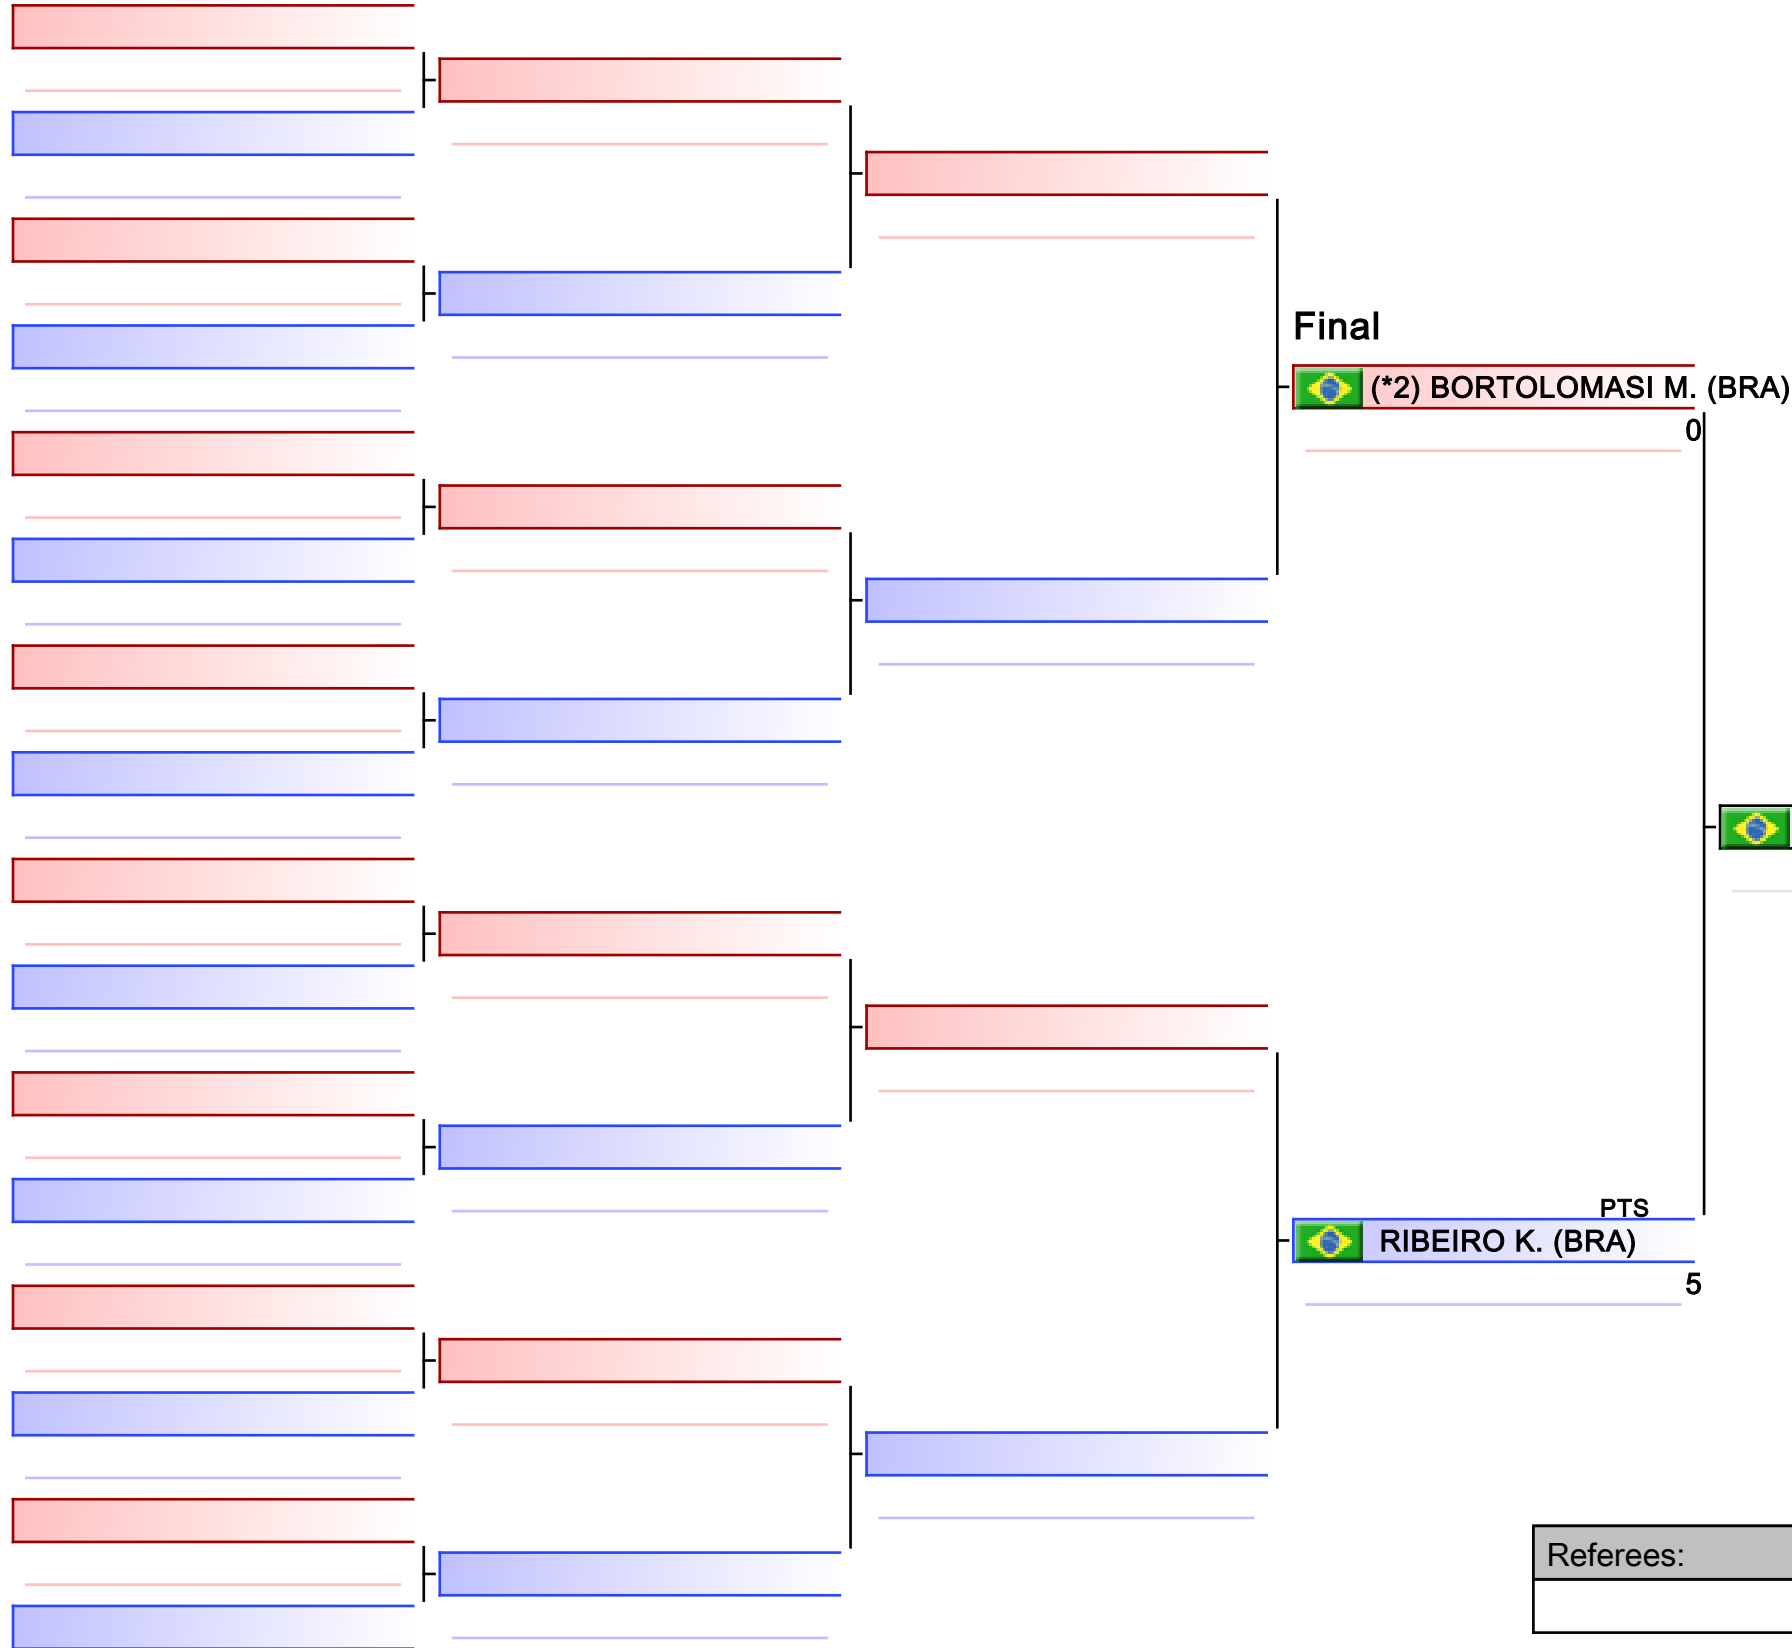 Final
(*2) BORTOLOMASI M. (BRA)
0
PTS
RIBEIRO K. (BRA)
5
Referees: